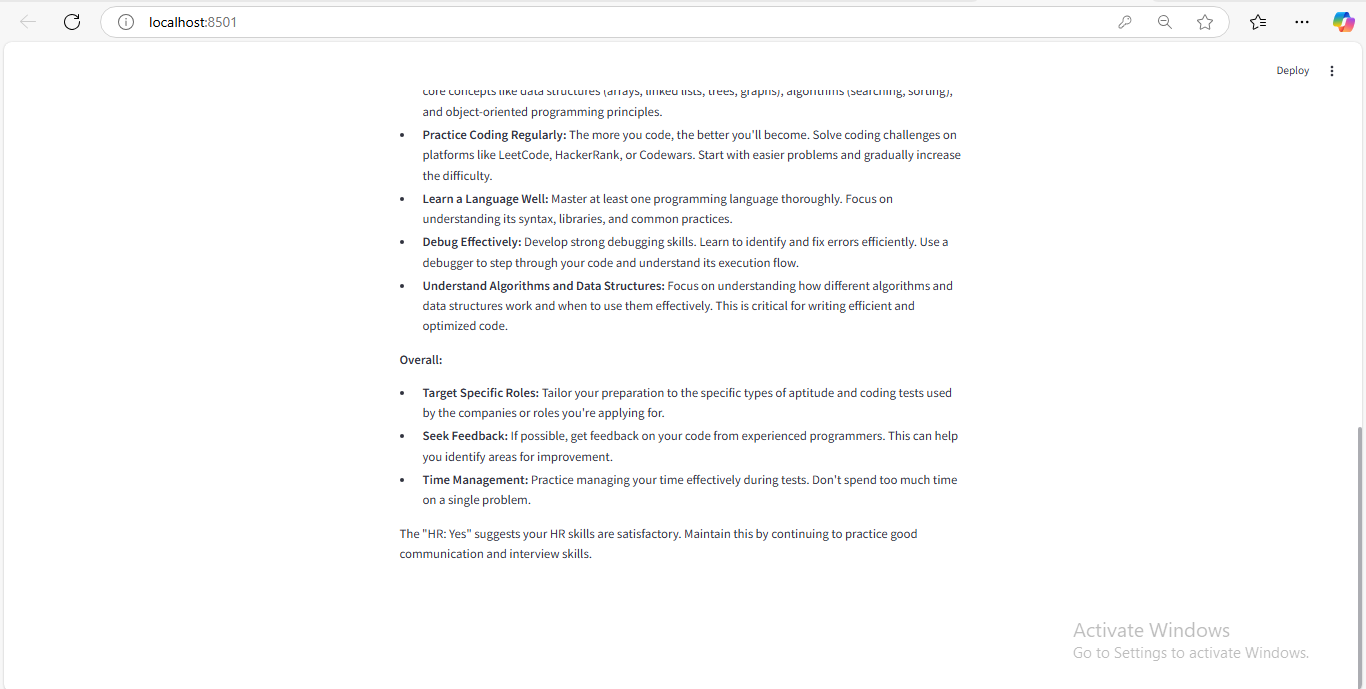 localhost:8501
Deploy
core concepts like data structures (arrays, linked lists, trees, graphs), algorithms (searching, sorting),
and object-oriented programming principles.
• Practice Coding Regularly: The more you code, the better you'll become. Solve coding challenges on
platforms like LeetCode, HackerRank, or Codewars. Start with easier problems and gradually increase
the difficulty.
• Learn a Language Well: Master at least one programming language thoroughly. Focus on
understanding its syntax, libraries, and common practices.
• Debug Effectively: Develop strong debugging skills. Learn to identify and fix errors efficiently. Use a
debugger to step through your code and understand its execution flow.
• Understand Algorithms and Data Structures: Focus on understanding how different algorithms and
data structures work and when to use them effectively. This is critical for writing efficient and
optimized code.
Overall:
• Target Specific Roles: Tailor your preparation to the specific types of aptitude and coding tests used
by the companies or roles you're applying for.
• Seek Feedback: If possible, get feedback on your code from experienced programmers. This can help
you identify areas for improvement.
• Time Management: Practice managing your time effectively during tests. Don't spend too much time
on a single problem.
The "HR: Yes" suggests your HR skills are satisfactory. Maintain this by continuing to practice good
communication and interview skills.
Activate Windows
Go to Settings to activate Windows.